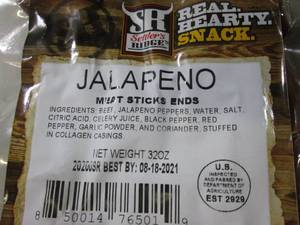 SR
Settler's
RIDGE
REAL.
HEARTY.
SNACK.
JALAPENO
MEAT STICKS ENDS
INGREDIENTS: BEEF, JALAPENO PEPPERS, WATER, SALT,
CITRIC ACID, CELERY JUICE, BLACK PEPPER, RED
PEPPER, GARLIC POWDER, AND CORIANDER, STUFFED
IN COLLAGEN CASINGS.
NET WEIGHT 32OZ
20200SR BEST BY: 08-18-2021
U.S.
INSPECTED
AND PASSED BY
DEPARTMENT OF
AGRICULTURE
EST 2929
8 50014 76501 9